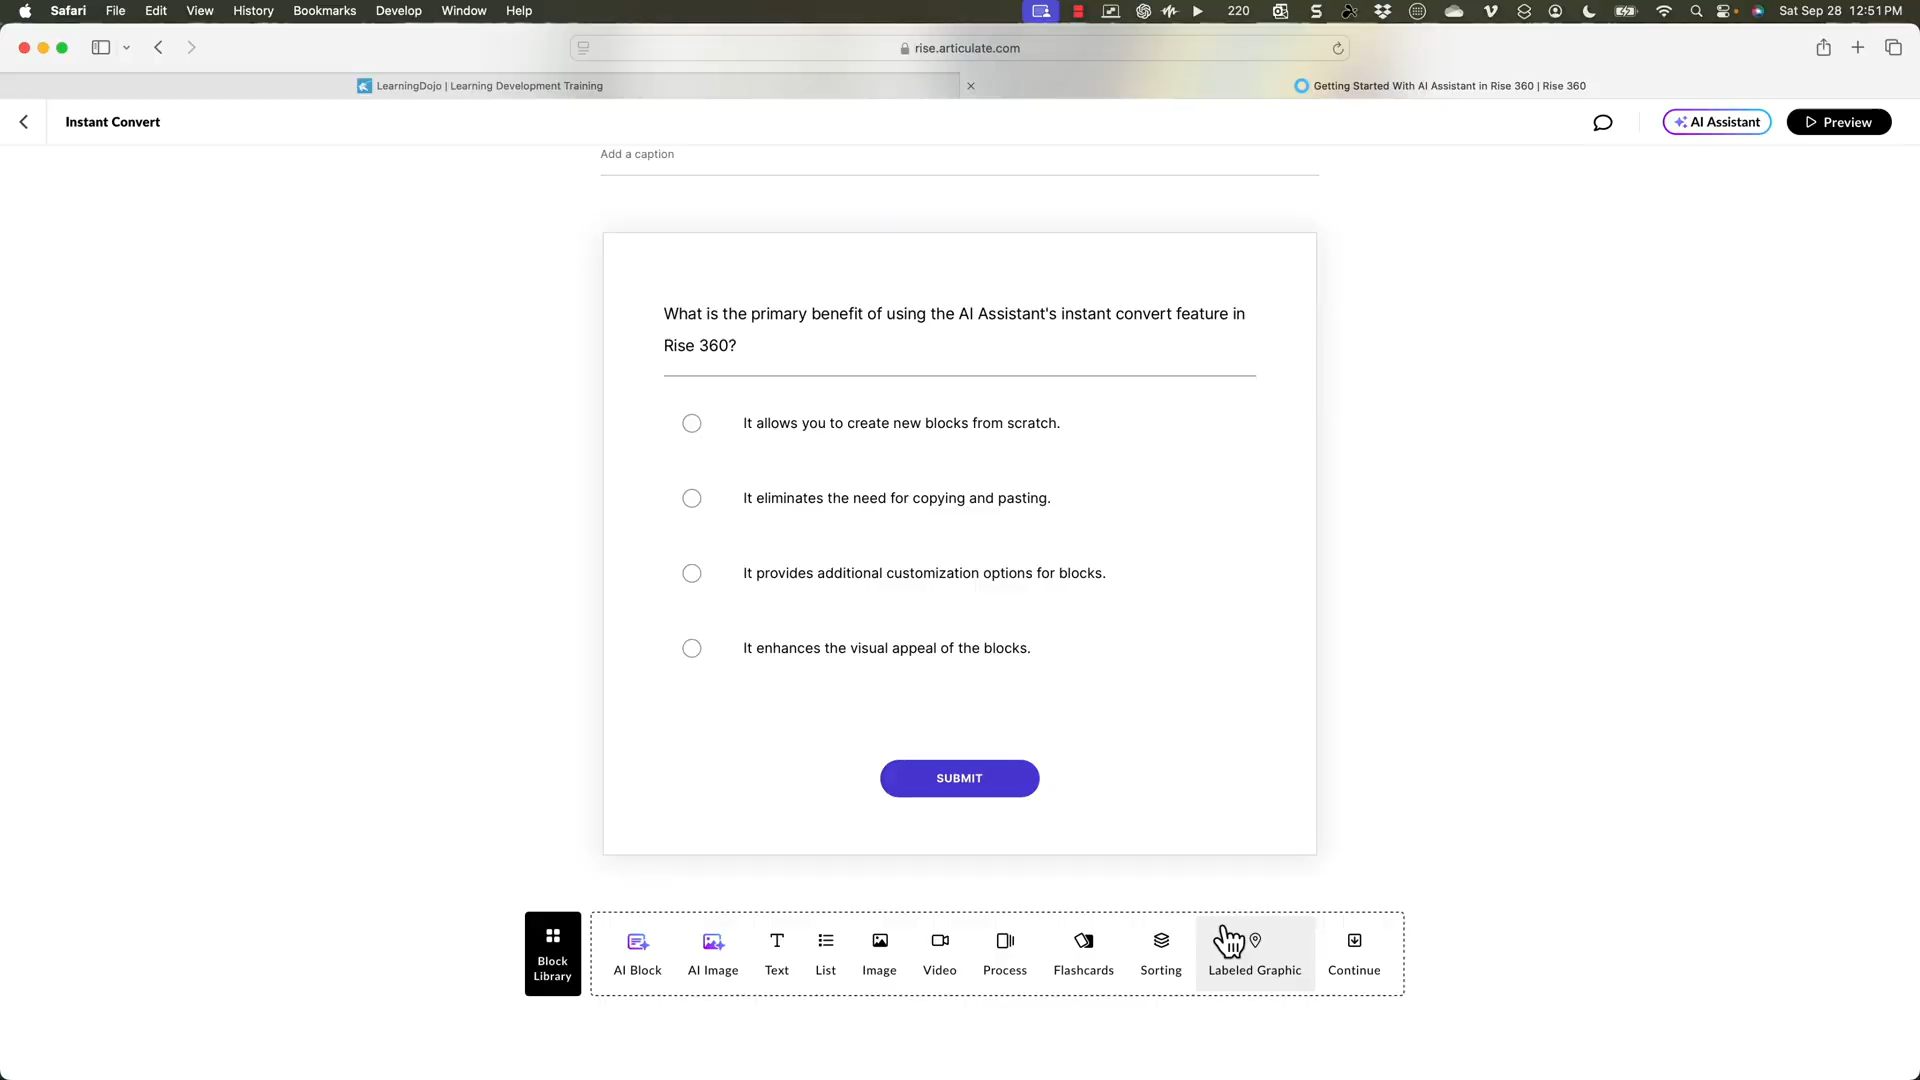 Safari File Edit View History Bookmarks Develop Window Help 220 Sat Sep 28 12:51 PM
rise.articulate.com
LearningDojo | Learning Development Training
Getting Started With AI Assistant in Rise 360 | Rise 360
Instant Convert
AI Assistant
Preview
Add a caption
What is the primary benefit of using the AI Assistant's instant convert feature in
Rise 360?
It allows you to create new blocks from scratch.
It eliminates the need for copying and pasting.
It provides additional customization options for blocks.
It enhances the visual appeal of the blocks.
SUBMIT
Block
Library
AI Block
AI Image
Text
List
Image
Video
Process
Flashcards
Sorting
Labeled Graphic
Continue